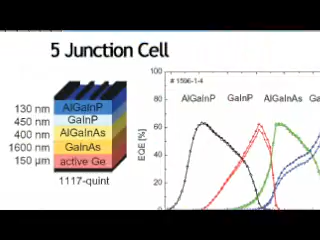 5 Junction Cell
130 nm AlGaInP
450 nm GaInP
400 nm AlGaInAs
1600 nm GaInAs
150 µm active Ge
1117-quint
100
80
60
40
20
0
EQE [%]
# 1596-1-4
AlGaInP GaInP AlGaInAs Ga